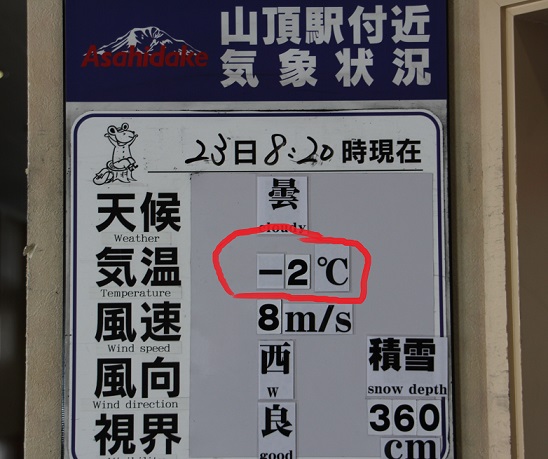 Asahidake
山頂駅付近
気象状況
23日 8:20 時現在
天候 曇
Weather cloudy
気温 -2℃
Temperature
風速 8m/s
Wind speed
風向 西 積雪
Wind direction W snow depth
視界 良 360
good cm